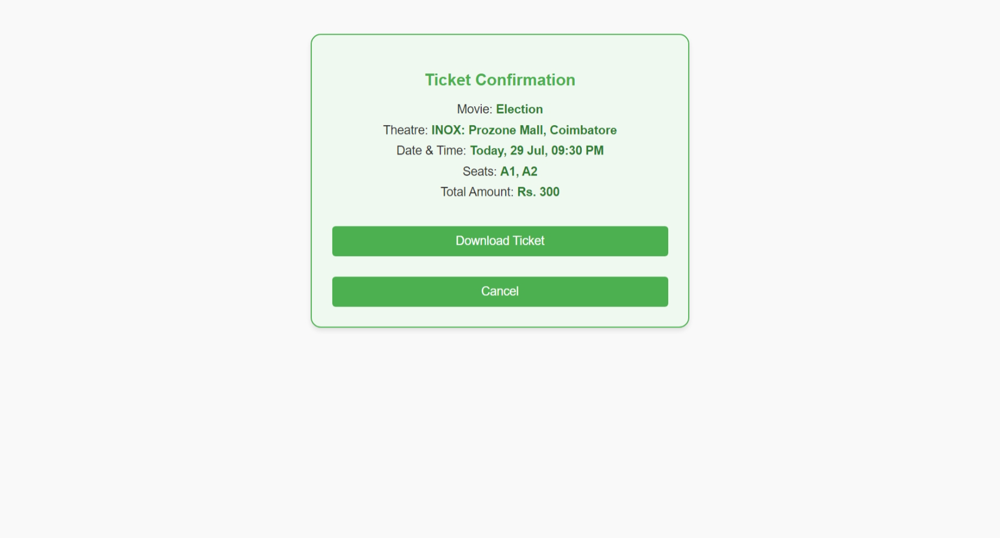 Ticket Confirmation
Movie: Election
Theatre: INOX: Prozone Mall, Coimbatore
Date & Time: Today, 29 Jul, 09:30 PM
Seats: A1, A2
Total Amount: Rs. 300
Download Ticket
Cancel